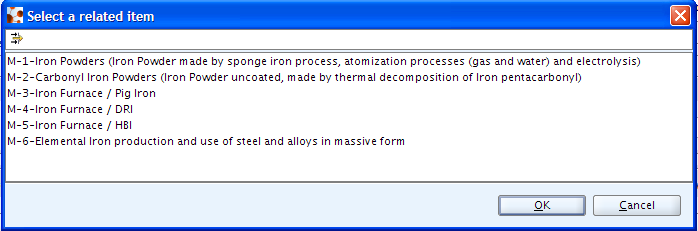 Select a related item
M-1-Iron Powders (Iron Powder made by sponge iron process, atomization processes (gas and water) and electrolysis)
M-2-Carbonyl Iron Powders (Iron Powder uncoated, made by thermal decomposition of Iron pentacarbonyl)
M-3-Iron Furnace / Pig Iron
M-4-Iron Furnace / DRI
M-5-Iron Furnace / HBI
M-6-Elemental Iron production and use of steel and alloys in massive form
OK Cancel